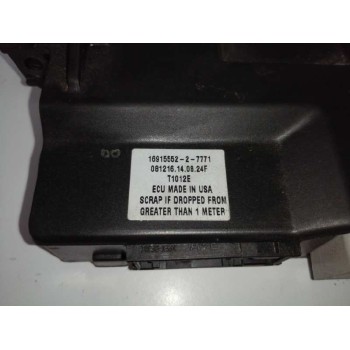 16915552-2-7771
091216.14.08.24F
T1012E
ECU MADE IN USA
SCRAP IF DROPPED FROM
GREATER THAN 1 METER